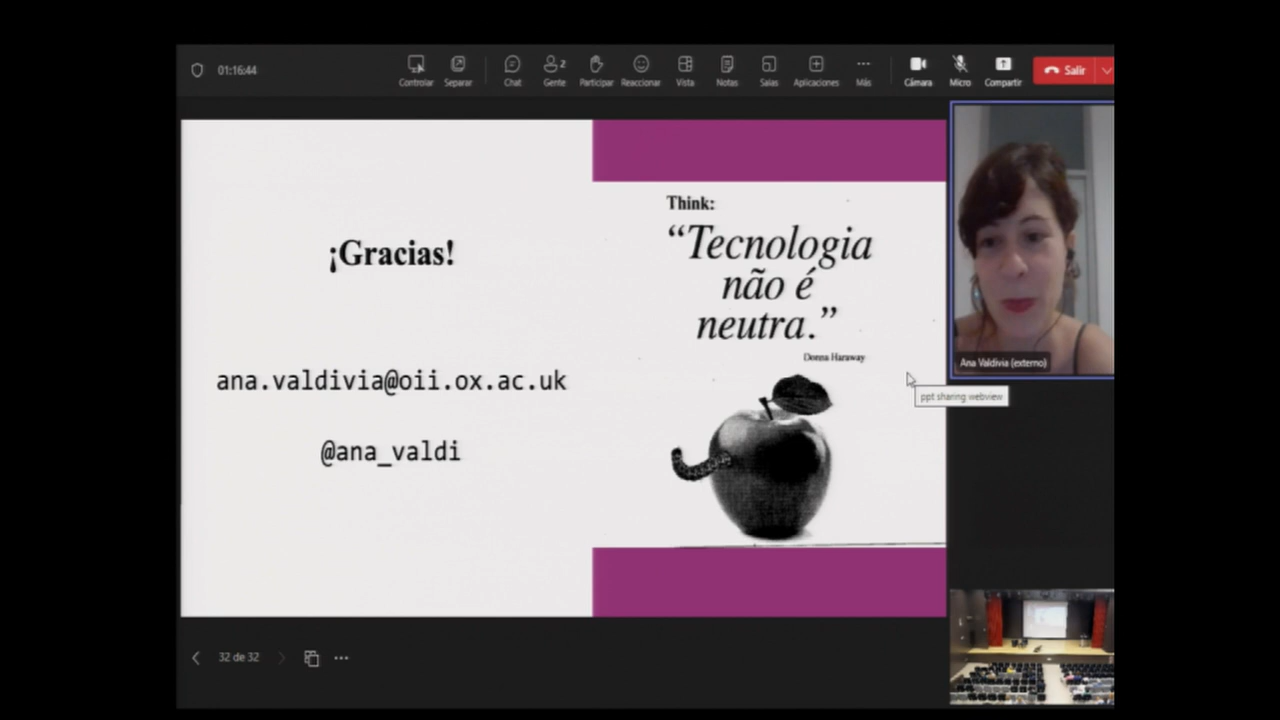 01:16:44
Controlar
Separar
Chat
2
Gente
Participar
Reaccionar
Vista
Notas
Salas
Aplicaciones
Más
Cámara
Micro
Compartir
Salir
¡Gracias!
ana.valdivia@oii.ox.ac.uk
@ana_valdi
Think:
“Tecnologia
não é
neutra.”
Donna Haraway
Ana Valdivia (externo)
ppt sharing webview
32 de 32